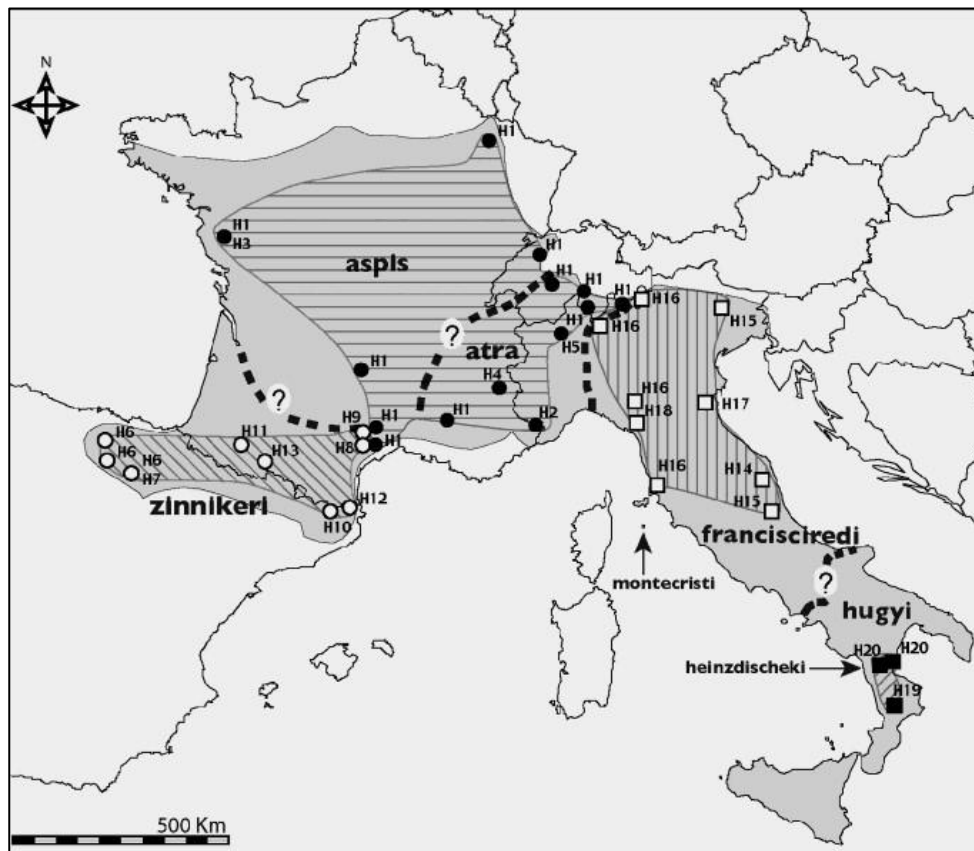 N
H1
H1
H3
aspis
H1
H1
H1
H1
H16
H1
H16
H15
?
atra
H5
H4
H1
?
H16
H17
H18
H9
H1
H1
H2
H6
H11
H8
H1
H6
H6
H13
H7
H16
H14
H12
H15
zinnikeri
H10
francisciredi
montecristi
?
hugyi
H20
H20
heinzdischeki
H19
500 Km